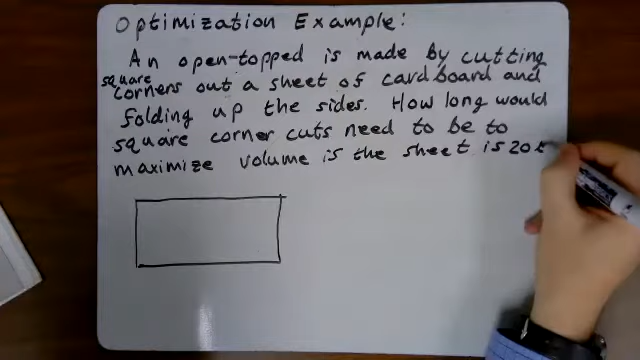 Optimization Example:
An open-topped is made by cutting
square
corners out a sheet of cardboard and
folding up the sides. How long would
square corner cuts need to be to
maximize volume is the sheet is 20